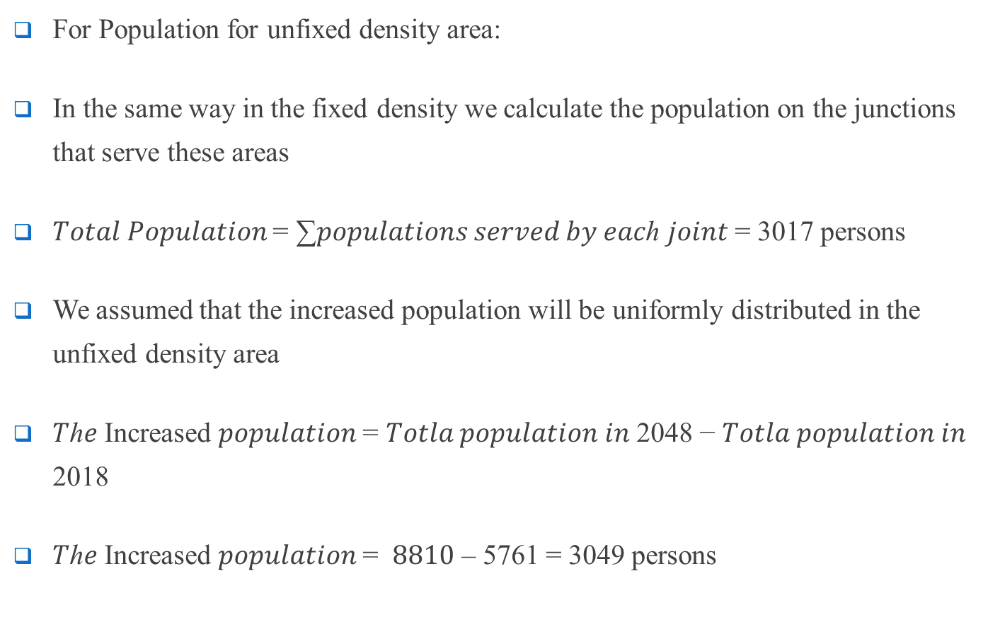 ❑ For Population for unfixed density area:
❑ In the same way in the fixed density we calculate the population on the junctions
that serve these areas
❑ Total Population = ∑populations served by each joint = 3017 persons
❑ We assumed that the increased population will be uniformly distributed in the
unfixed density area
❑ The Increased population = Totla population in 2048 − Totla population in
2018
❑ The Increased population = 8810 – 5761 = 3049 persons